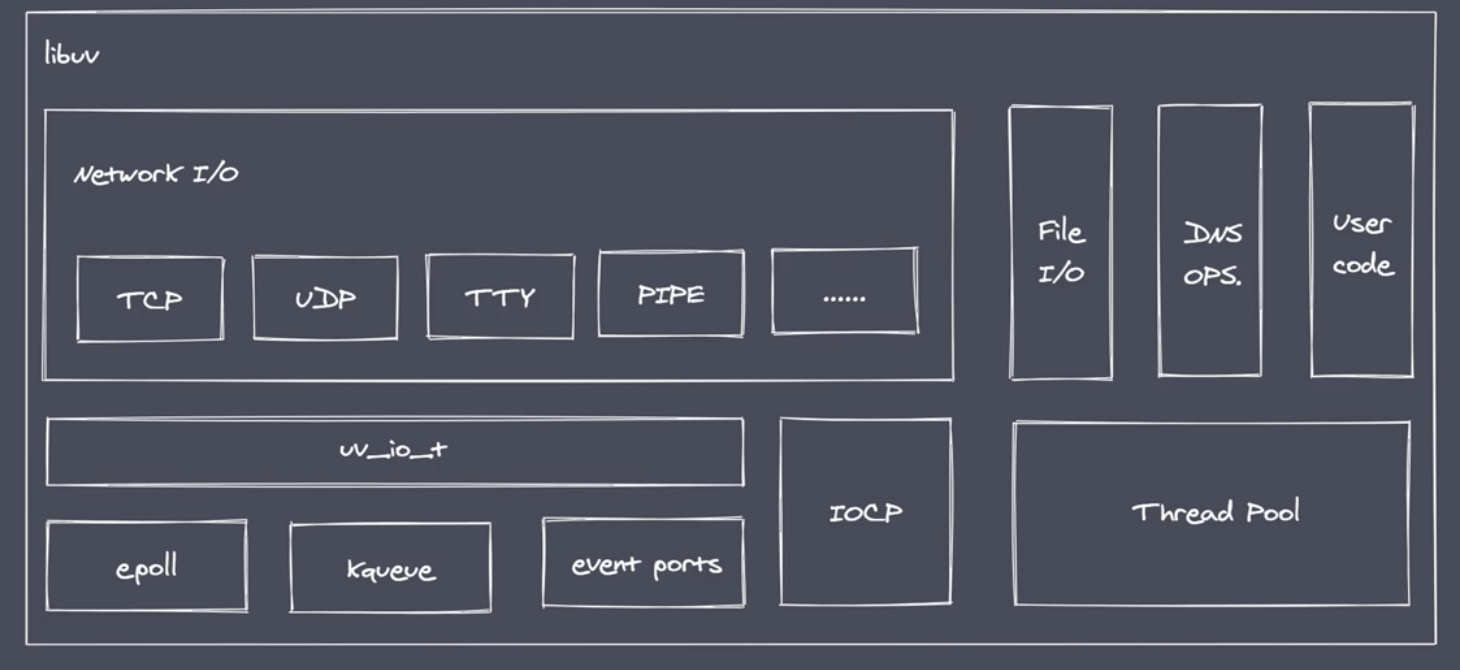 libuv
Network I/O
TCP
UDP
TTY
PIPE
......
File
I/O
DNS
OPS.
User
code
uv_io_t
IOCP
Thread Pool
epoll
kqueue
event ports